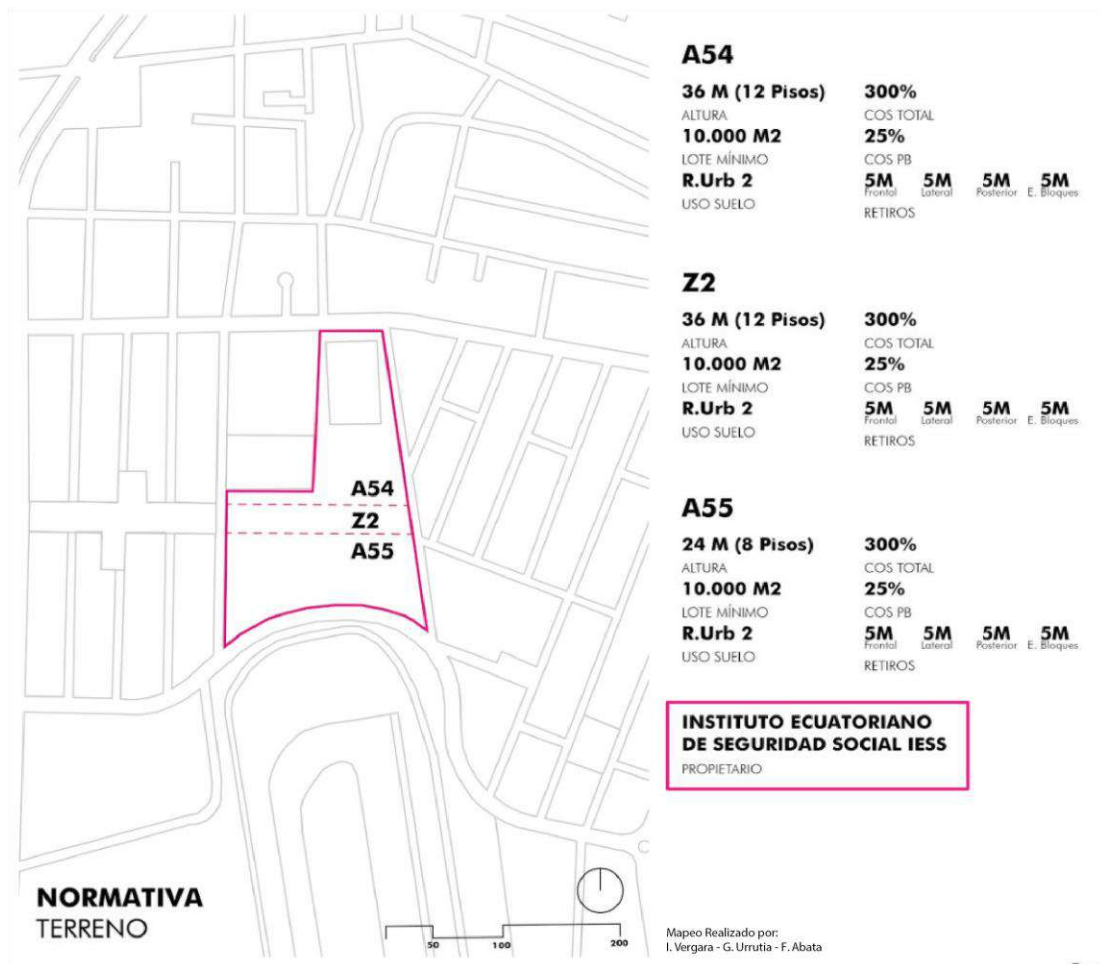 A54
36 M (12 Pisos) 300%
ALTURA COS TOTAL
10.000 M2 25%
LOTE MÍNIMO COS PB
R.Urb 2 5M 5M 5M 5M
USO SUELO Frontal Lateral Posterior E. Bloques
RETIROS
Z2
36 M (12 Pisos) 300%
ALTURA COS TOTAL
10.000 M2 25%
LOTE MÍNIMO COS PB
R.Urb 2 5M 5M 5M 5M
USO SUELO Frontal Lateral Posterior E. Bloques
RETIROS
A55
24 M (8 Pisos) 300%
ALTURA COS TOTAL
10.000 M2 25%
LOTE MÍNIMO COS PB
R.Urb 2 5M 5M 5M 5M
USO SUELO Frontal Lateral Posterior E. Bloques
RETIROS
INSTITUTO ECUATORIANO
DE SEGURIDAD SOCIAL IESS
PROPIETARIO
A54
Z2
A55
NORMATIVA
TERRENO
50 100 200
Mapeo Realizado por:
I. Vergara - G. Urrutia - F. Abata